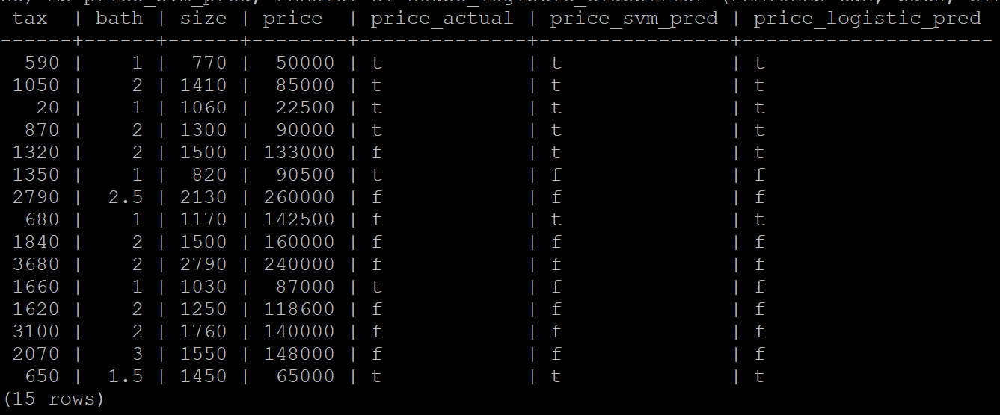 tax  | bath | size | price  | price_actual | price_svm_pred | price_logistic_pred
------+------+------+--------+--------------+----------------+---------------------
  590 |    1 |  770 |  50000 | t            | t              | t
 1050 |    2 | 1410 |  85000 | t            | t              | t
   20 |    1 | 1060 |  22500 | t            | t              | t
  870 |    2 | 1300 |  90000 | t            | t              | t
 1320 |    2 | 1500 | 133000 | f            | t              | t
 1350 |    1 |  820 |  90500 | t            | f              | f
 2790 |  2.5 | 2130 | 260000 | f            | f              | f
  680 |    1 | 1170 | 142500 | f            | t              | t
 1840 |    2 | 1500 | 160000 | f            | f              | f
 3680 |    2 | 2790 | 240000 | f            | f              | f
 1660 |    1 | 1030 |  87000 | t            | f              | f
 1620 |    2 | 1250 | 118600 | f            | f              | f
 3100 |    2 | 1760 | 140000 | f            | f              | f
 2070 |    3 | 1550 | 148000 | f            | f              | f
  650 |  1.5 | 1450 |  65000 | t            | t              | t
(15 rows)